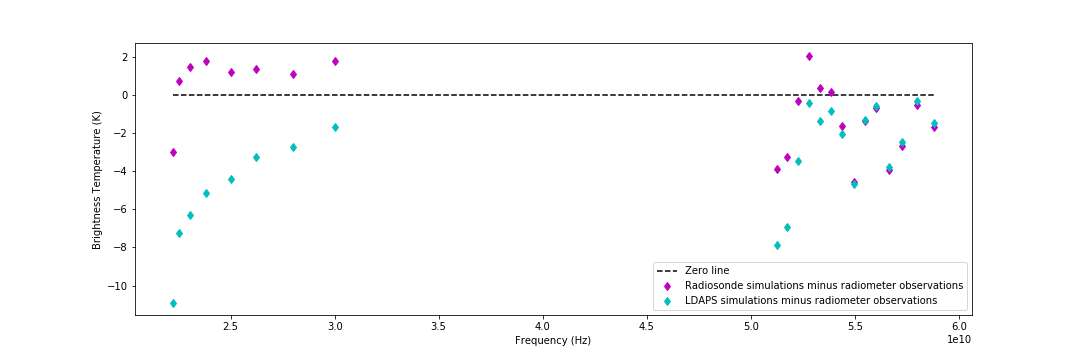 2
0
−2
−4
−6
−8
−10
Brightness Temperature (K)
Zero line
Radiosonde simulations minus radiometer observations
LDAPS simulations minus radiometer observations
2.5 3.0 3.5 4.0 4.5 5.0 5.5 6.0
1e10
Frequency (Hz)